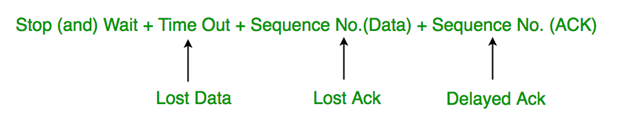 Stop (and) Wait + Time Out + Sequence No.(Data) + Sequence No. (ACK)
Lost Data Lost Ack Delayed Ack